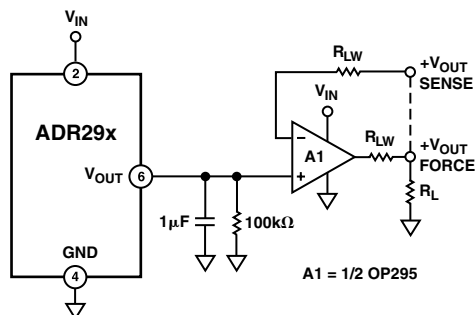 VIN
2
ADR29x
VOUT
6
GND
4
1µF
100kΩ
VIN
A1
−
+
RLW
+VOUT
SENSE
RLW
+VOUT
FORCE
RL
A1 = 1/2 OP295